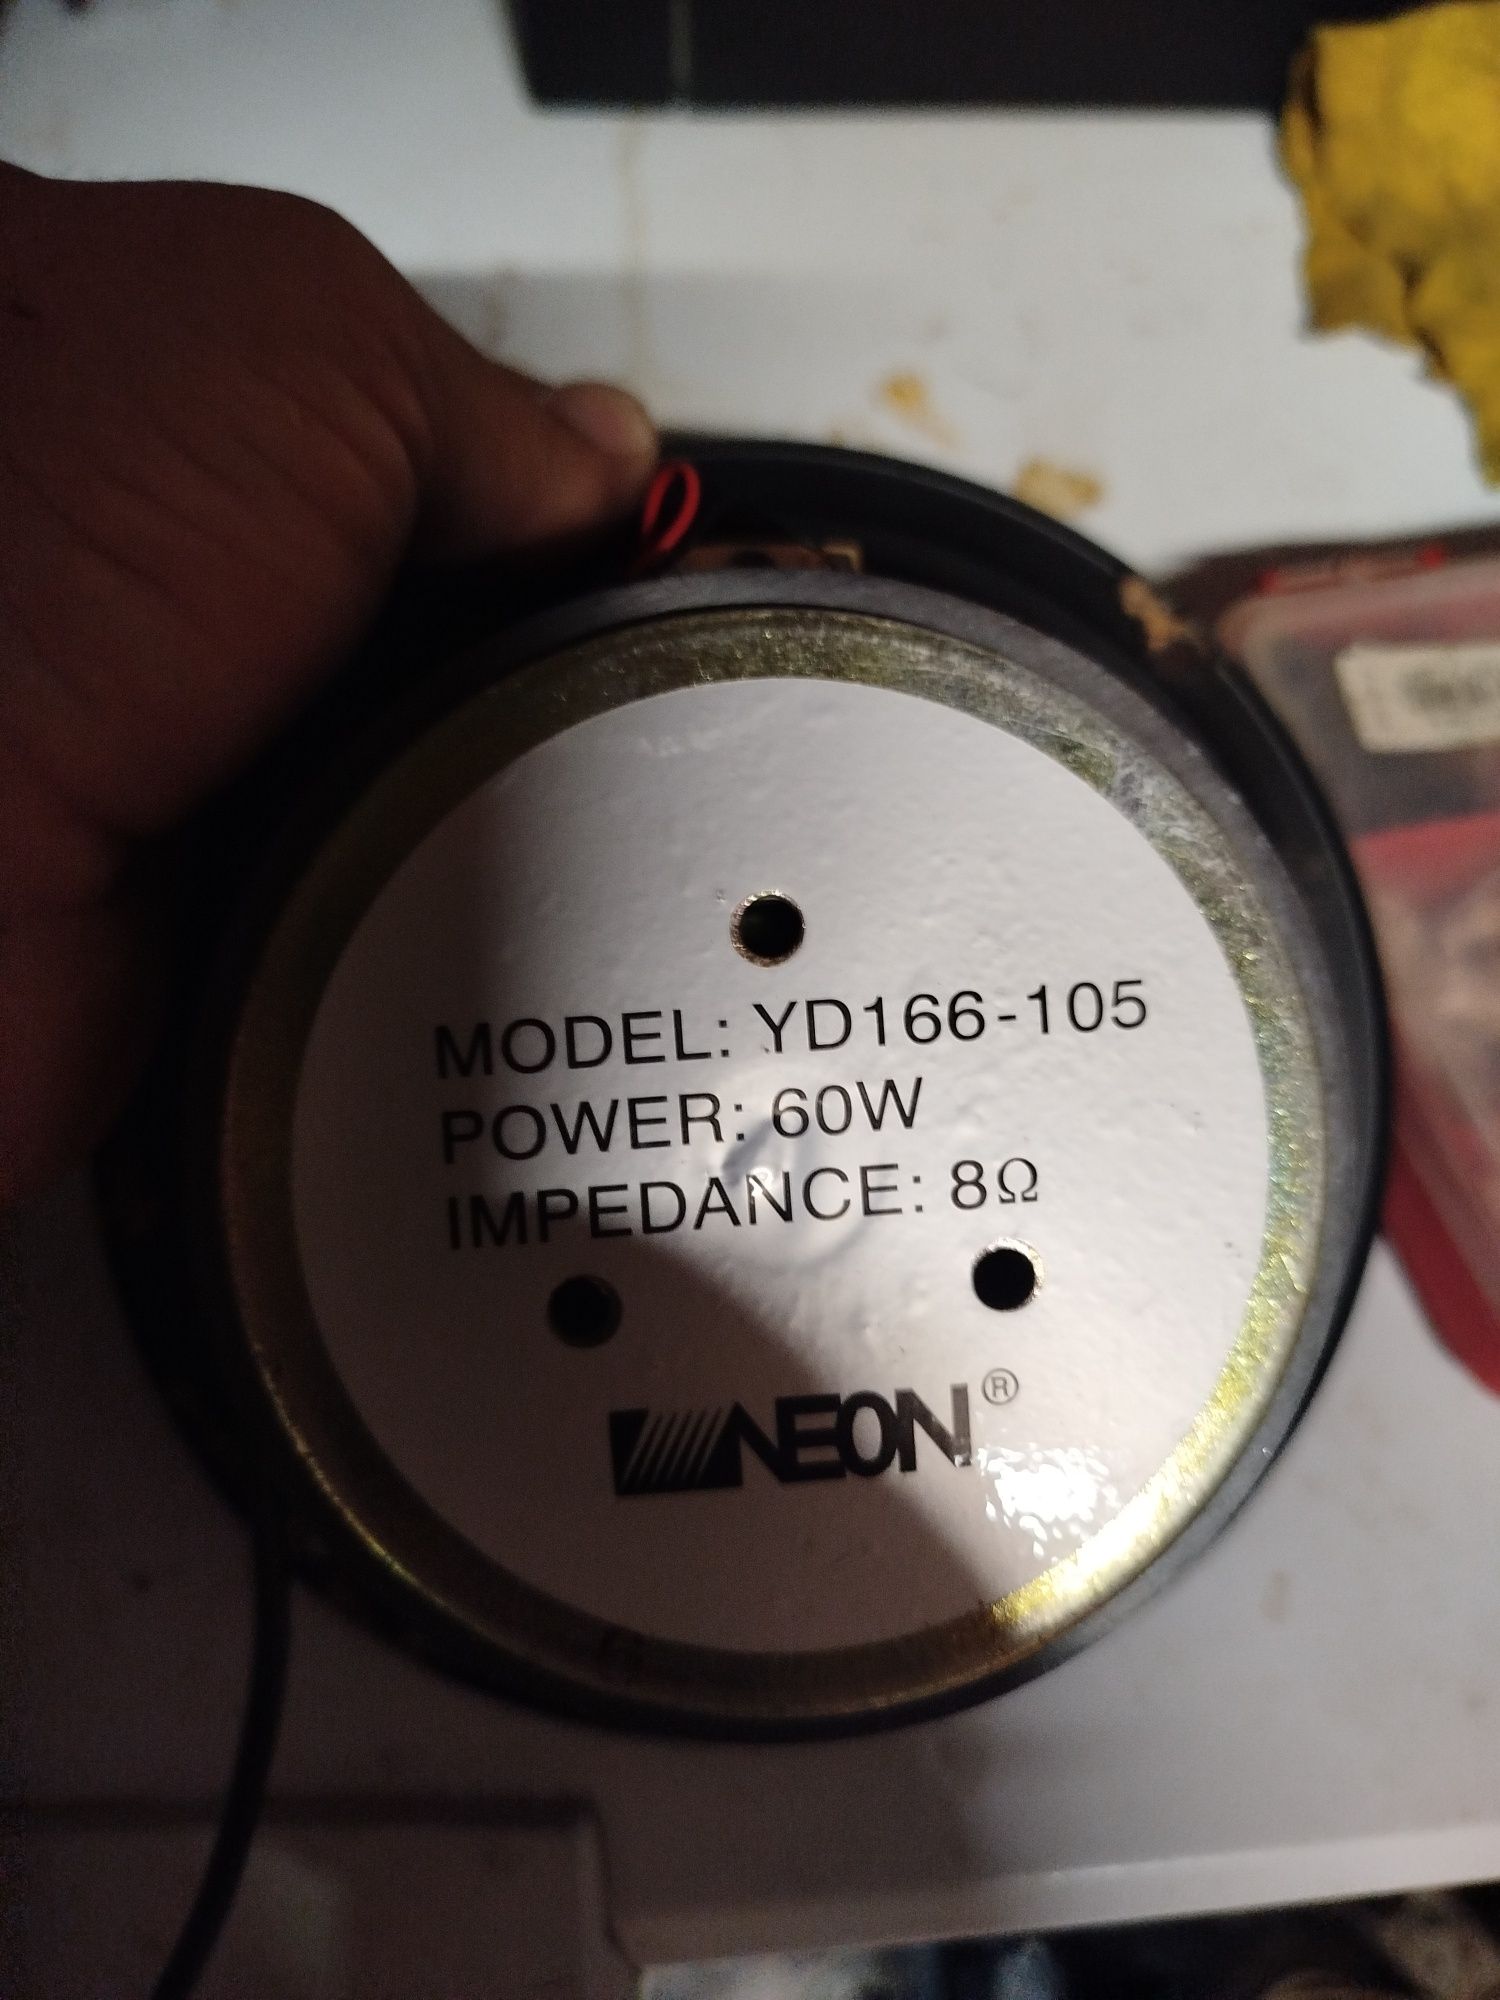 MODEL: YD166-105
POWER: 60W
IMPEDANCE: 8Ω
NEON®